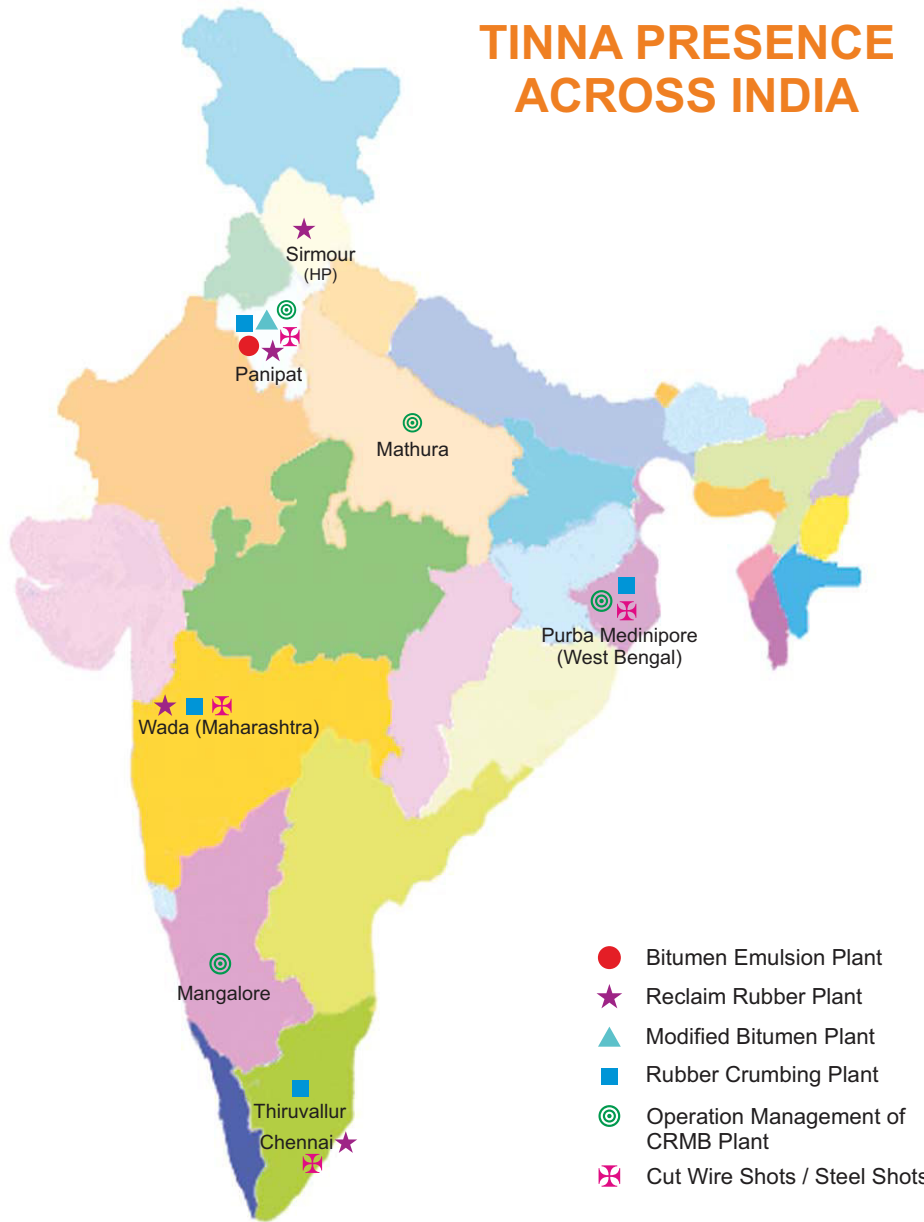 TINNA PRESENCE
ACROSS INDIA
Sirmour
(HP)
Panipat
Mathura
Purba Medinipore
(West Bengal)
Wada (Maharashtra)
Mangalore
Thiruvallur
Chennai
Bitumen Emulsion Plant
Reclaim Rubber Plant
Modified Bitumen Plant
Rubber Crumbing Plant
Operation Management of
CRMB Plant
Cut Wire Shots / Steel Shots